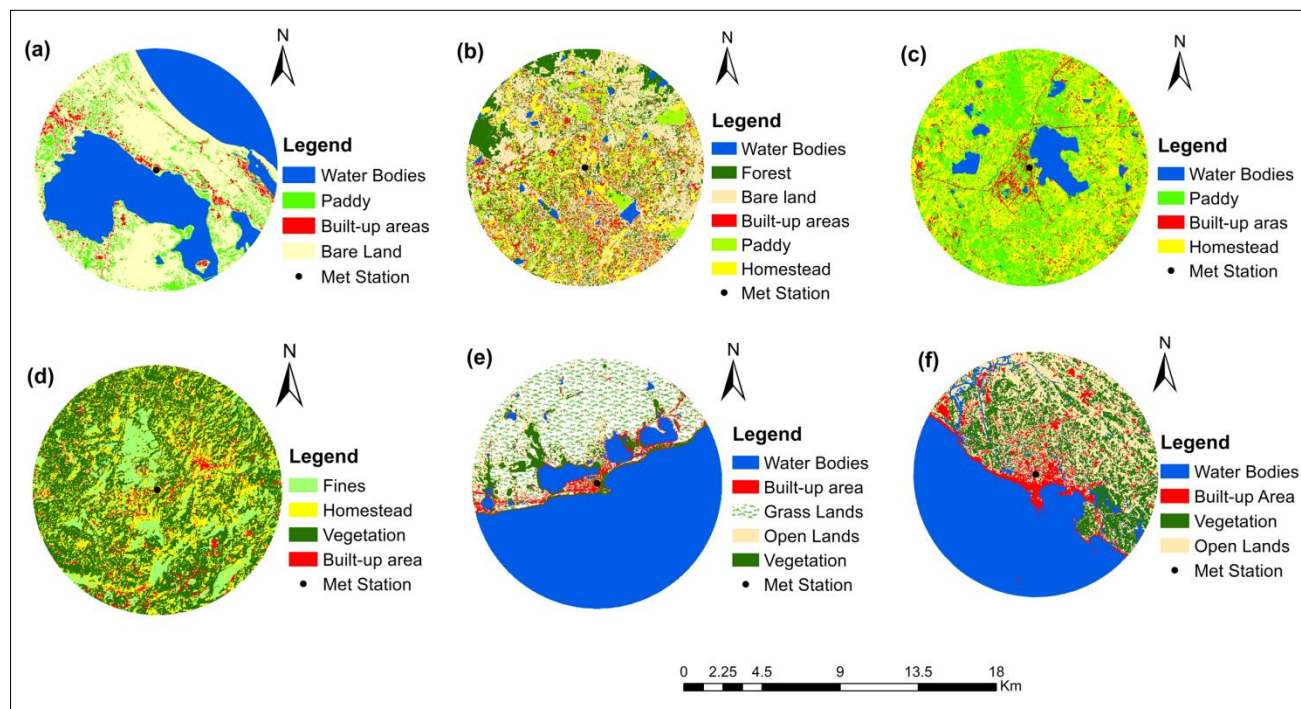 (a)
N
Legend
Water Bodies
Paddy
Built-up areas
Bare Land
Met Station
(b)
N
Legend
Water Bodies
Forest
Bare land
Built-up areas
Paddy
Homestead
Met Station
(c)
N
Legend
Water Bodies
Paddy
Built-up aras
Homestead
Met Station
(d)
N
Legend
Fines
Homestead
Vegetation
Built-up area
Met Station
(e)
N
Legend
Water Bodies
Built-up area
Grass Lands
Open Lands
Vegetation
Met Station
(f)
N
Legend
Water Bodies
Built-up Area
Vegetation
Open Lands
Met Station
0 2.25 4.5 9 13.5 18
Km